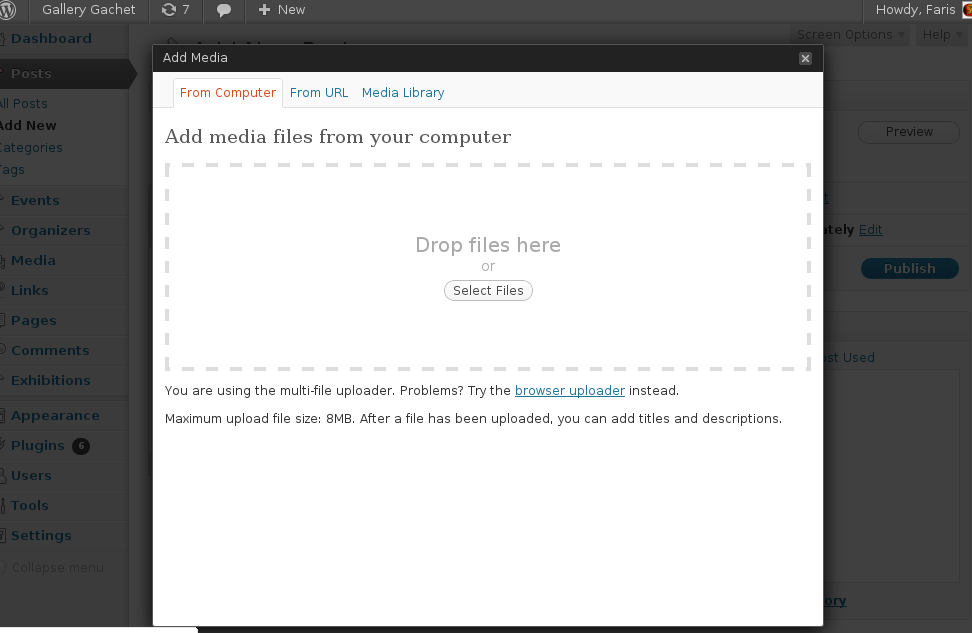 Gallery Gachet 7 New Howdy, Faris
Dashboard
Screen Options Help
Posts
All Posts
Add New
Categories
Tags
Events
Organizers
Media
Links
Pages
Comments
Exhibitions
Appearance
Plugins 6
Users
Tools
Settings
Collapse menu
Add Media
From Computer From URL Media Library
Add media files from your computer
Drop files here
or
Select Files
You are using the multi-file uploader. Problems? Try the browser uploader instead.
Maximum upload file size: 8MB. After a file has been uploaded, you can add titles and descriptions.
Preview
Edit
Publish
Used